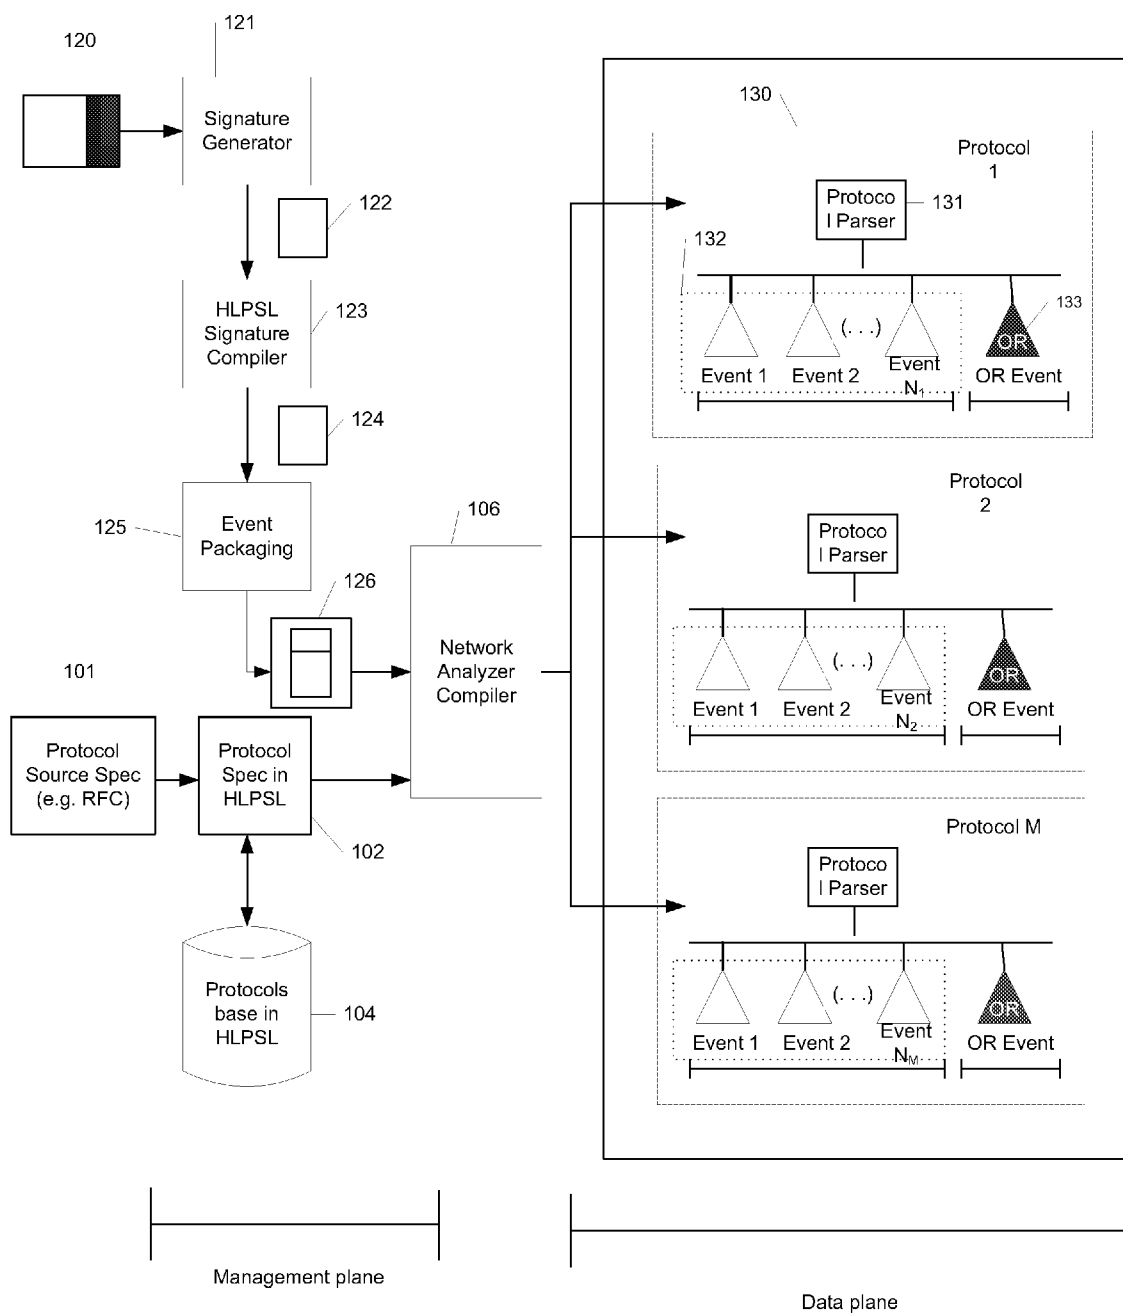 120
121
Signature
Generator
122
HLPSL
Signature
Compiler
123
124
125
Event
Packaging
126
106
Network
Analyzer
Compiler
101
Protocol
Source Spec
(e.g. RFC)
Protocol
Spec in
HLPSL
102
Protocols
base in
HLPSL
104
130
Protocol
1
Protoco
l Parser
131
132
(. . .)
133
OR
Event 1
Event 2
Event
N1
OR Event
Protocol
2
Protoco
l Parser
(. . .)
OR
Event 1
Event 2
Event
N2
OR Event
Protocol M
Protoco
l Parser
(. . .)
OR
Event 1
Event 2
Event
NM
OR Event
Management plane
Data plane